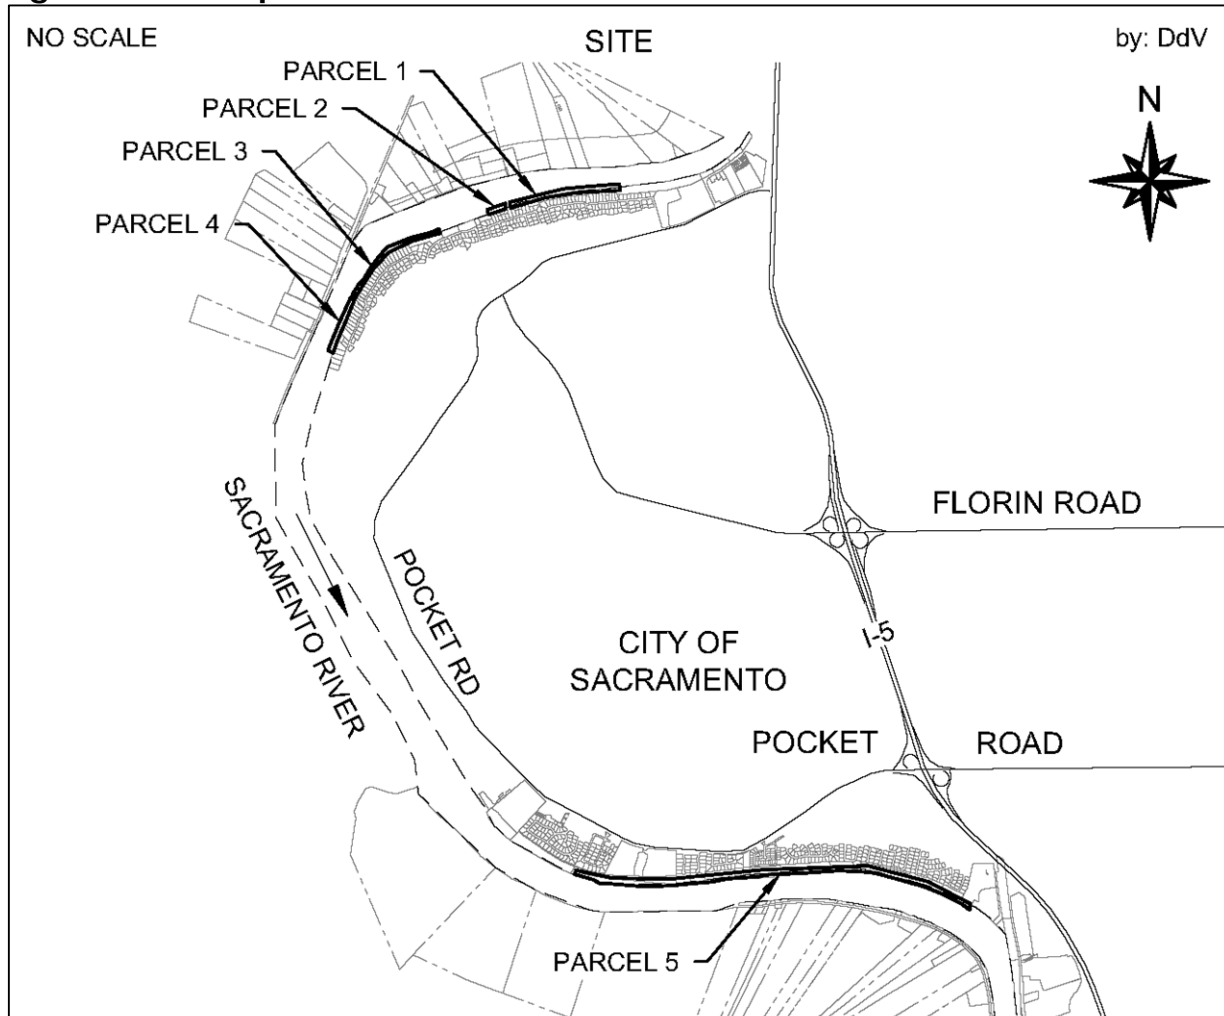 NO SCALE
SITE
by: DdV
PARCEL 1
PARCEL 2
PARCEL 3
PARCEL 4
N
FLORIN ROAD
SACRAMENTO RIVER
POCKET RD
I-5
CITY OF
SACRAMENTO
POCKET ROAD
PARCEL 5